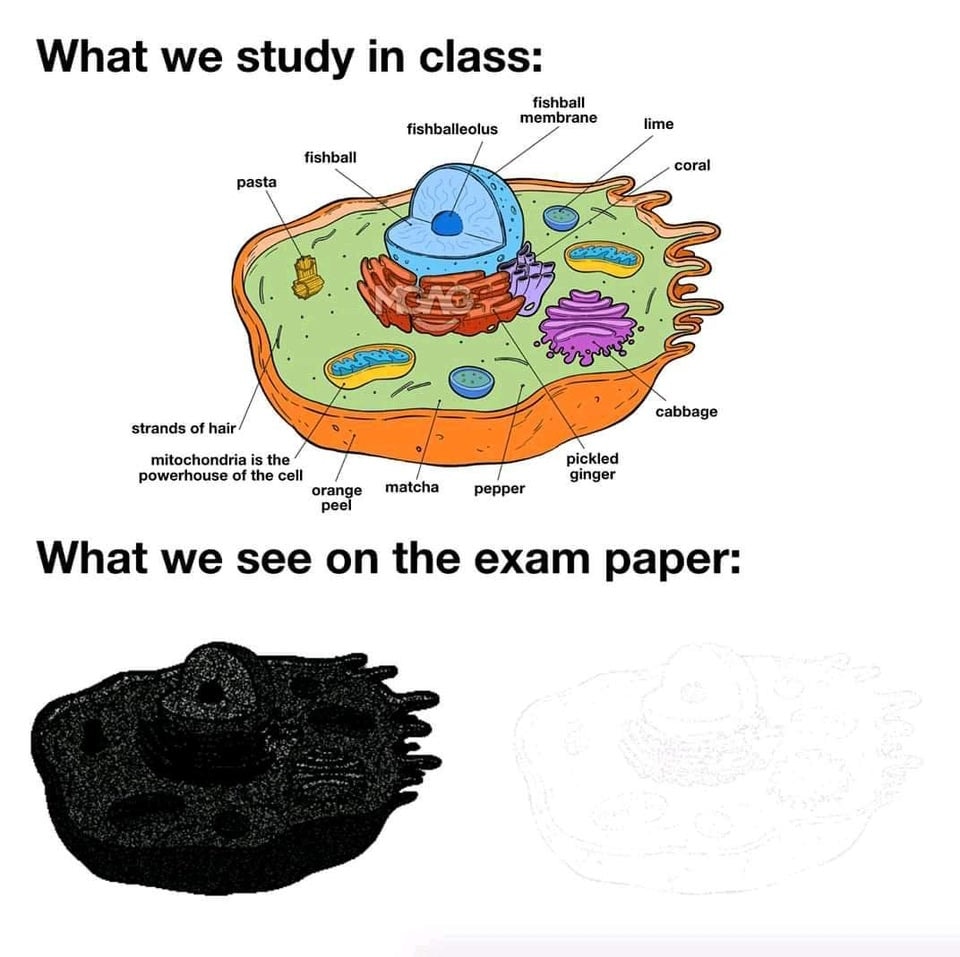 What we study in class:
fishball
membrane
fishballeolus
lime
fishball
coral
pasta
MGAG
cabbage
strands of hair
mitochondria is the
powerhouse of the cell
pickled
ginger
orange
peel
matcha
pepper
What we see on the exam paper: